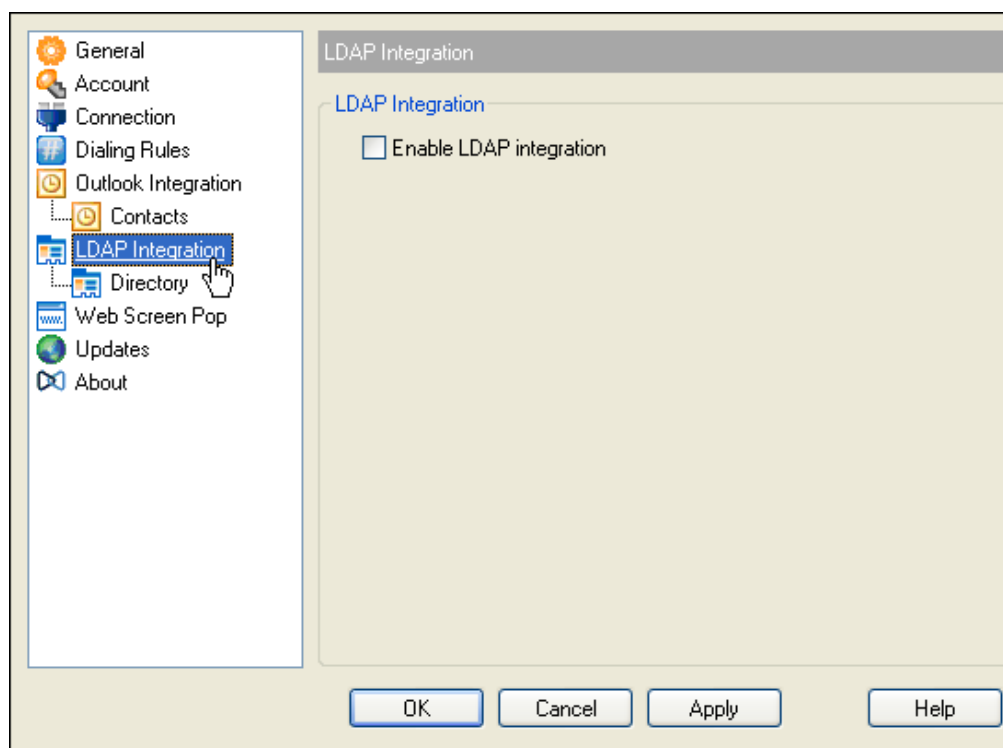 General
Account
Connection
Dialing Rules
Outlook Integration
Contacts
LDAP Integration
Directory
www.
Web Screen Pop
Updates
About
LDAP Integration
LDAP Integration
Enable LDAP integration
OK
Cancel
Apply
Help